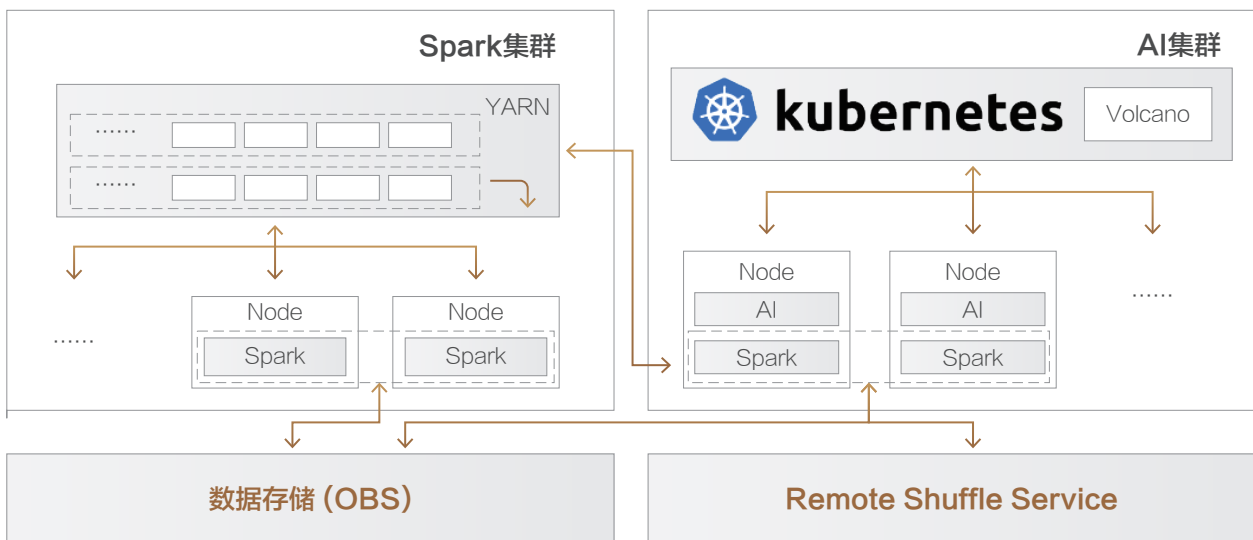 Spark集群
YARN
……
……
……
Node
Spark
Node
Spark
AI集群
kubernetes
Volcano
Node
AI
Spark
Node
AI
Spark
……
数据存储 (OBS)
Remote Shuffle Service